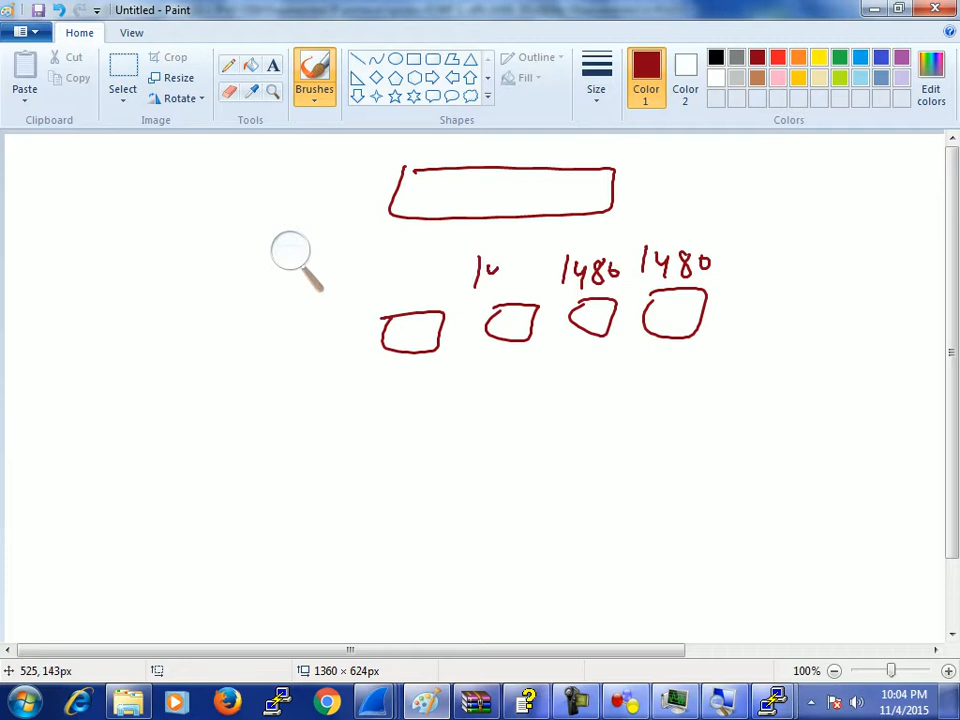 Untitled - Paint
Home
View
Paste
Cut
Copy
Clipboard
Select
Crop
Resize
Rotate
Image
A
Tools
Brushes
Outline
Fill
Shapes
Size
Color
1
Color
2
Edit
colors
Colors
1480
1480
525, 143px
1360 × 624px
100%
10:04 PM
11/4/2015